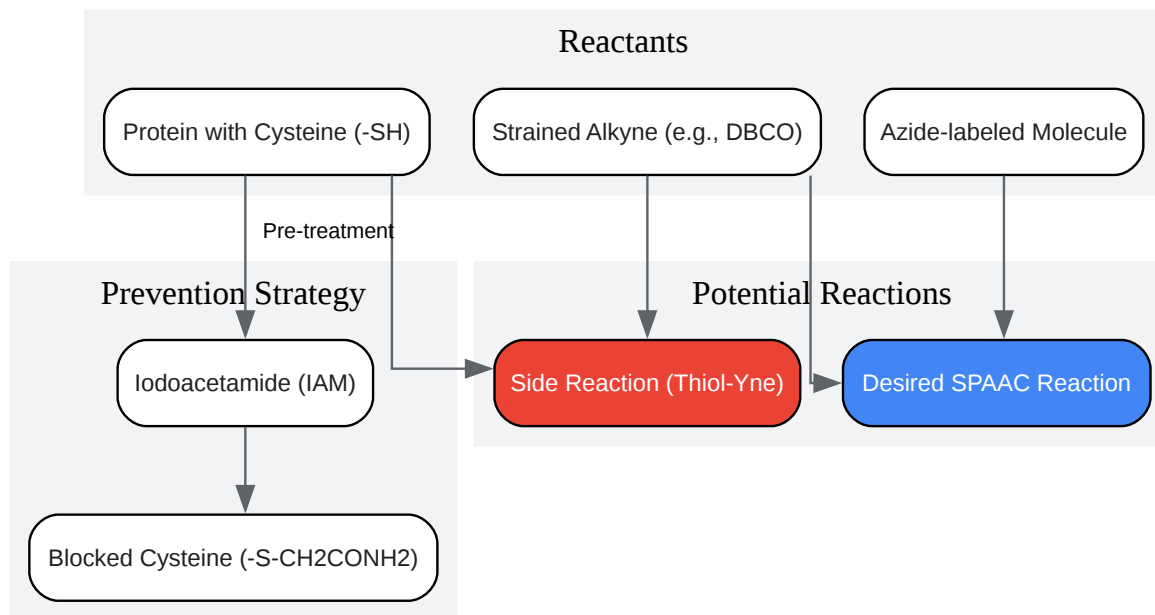 Reactants
Protein with Cysteine (-SH)
Strained Alkyne (e.g., DBCO)
Azide-labeled Molecule
Pre-treatment
Prevention Strategy
Potential Reactions
Iodoacetamide (IAM)
Side Reaction (Thiol-Yne)
Desired SPAAC Reaction
Blocked Cysteine (-S-CH2CONH2)